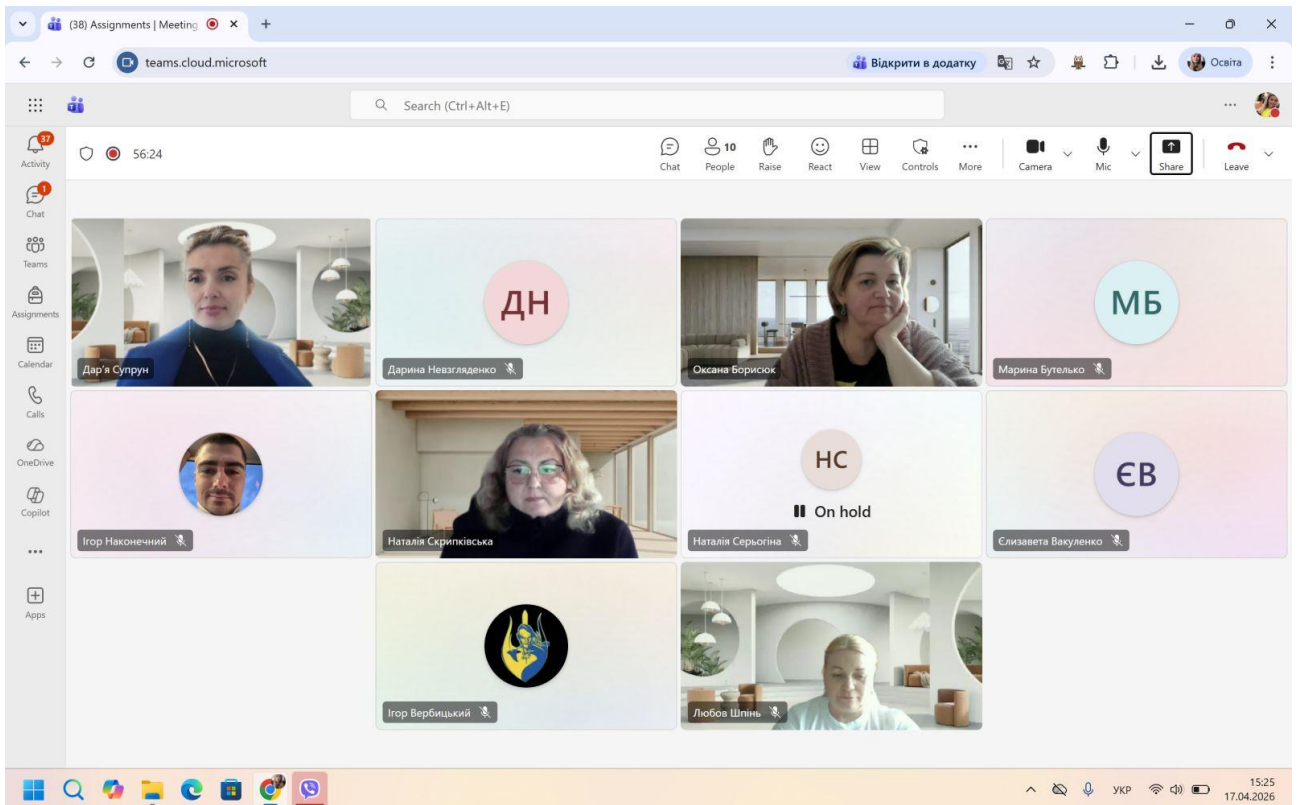 (38) Assignments | Meeting
teams.cloud.microsoft
Відкрити в додатку
Освіта
Search (Ctrl+Alt+E)
37
Activity
56:24
Chat
10
People
Raise
React
View
Controls
More
Camera
Mic
Share
Leave
1
Chat
Teams
Assignments
Calendar
Calls
OneDrive
Copilot
Apps
Дар'я Супрун
ДН
Дарина Невзгляденко
Оксана Борисюк
МБ
Марина Бутелько
Ігор Наконечний
Наталія Скрипківська
НС
On hold
Наталія Серьогіна
ЄВ
Єлизавета Вакуленко
Ігор Вербицький
Любов Шпінь
УКР
15:25
17.04.2026